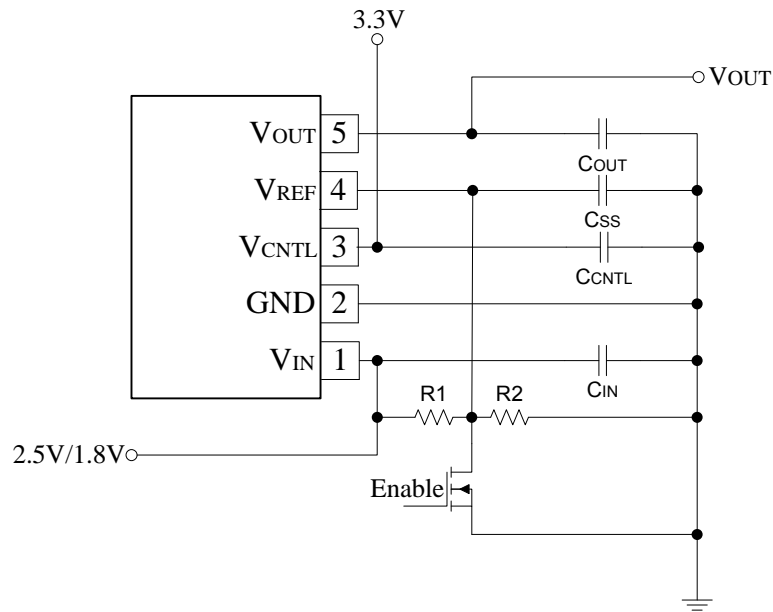 3.3V
VOUT
VOUT 5
COUT
VREF 4
CSS
VCNTL 3
CCNTL
GND 2
VIN 1
CIN
R1 R2
2.5V/1.8V
Enable